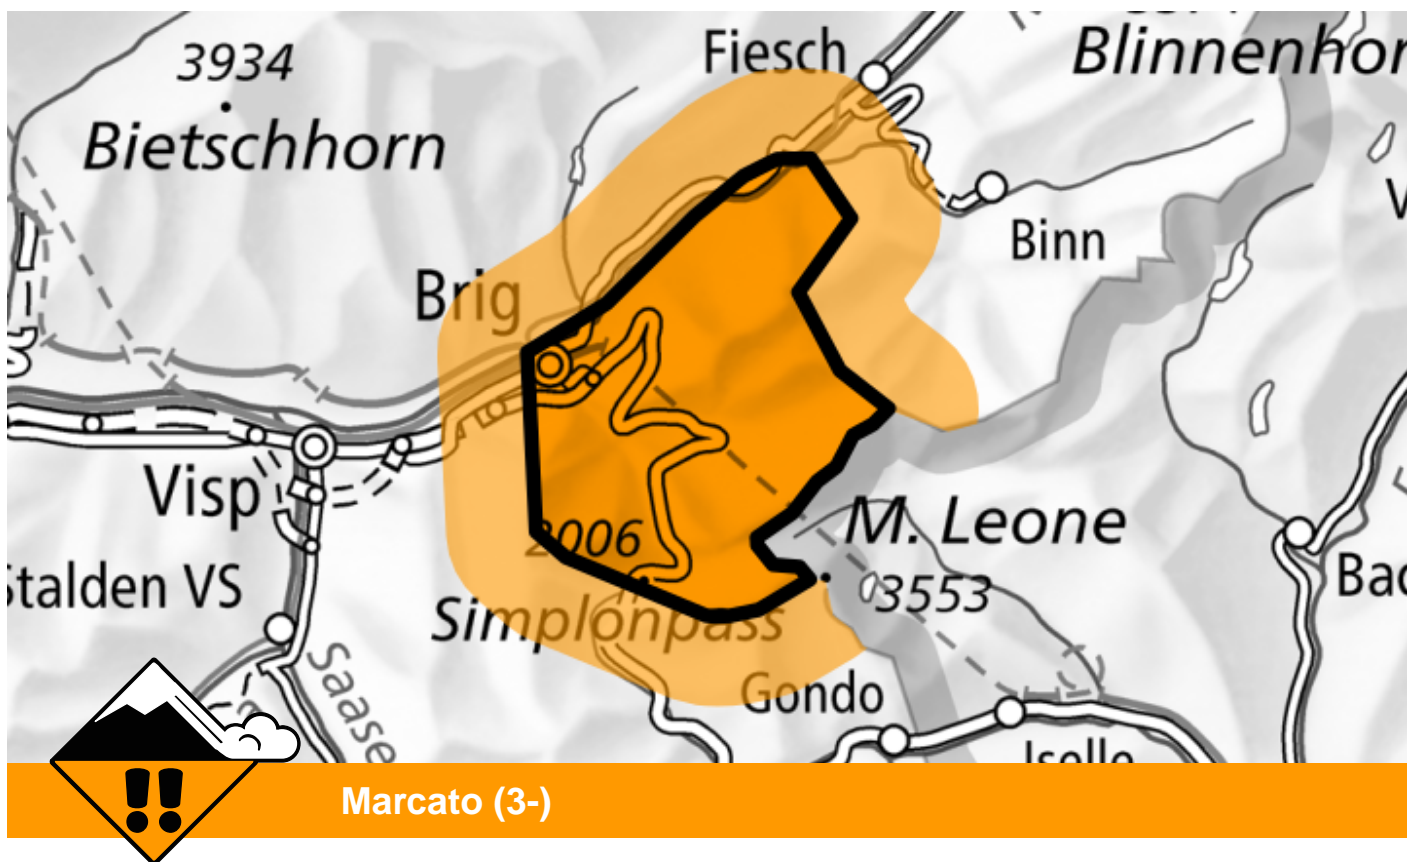 3934
Bietschhorn
Fiesch
Blinnenhor
Binn
Brig
Visp
2006
Simplonpass
M. Leone
3553
Stalden VS
Saase
Gondo
Iselle
Bac
V
Marcato (3-)